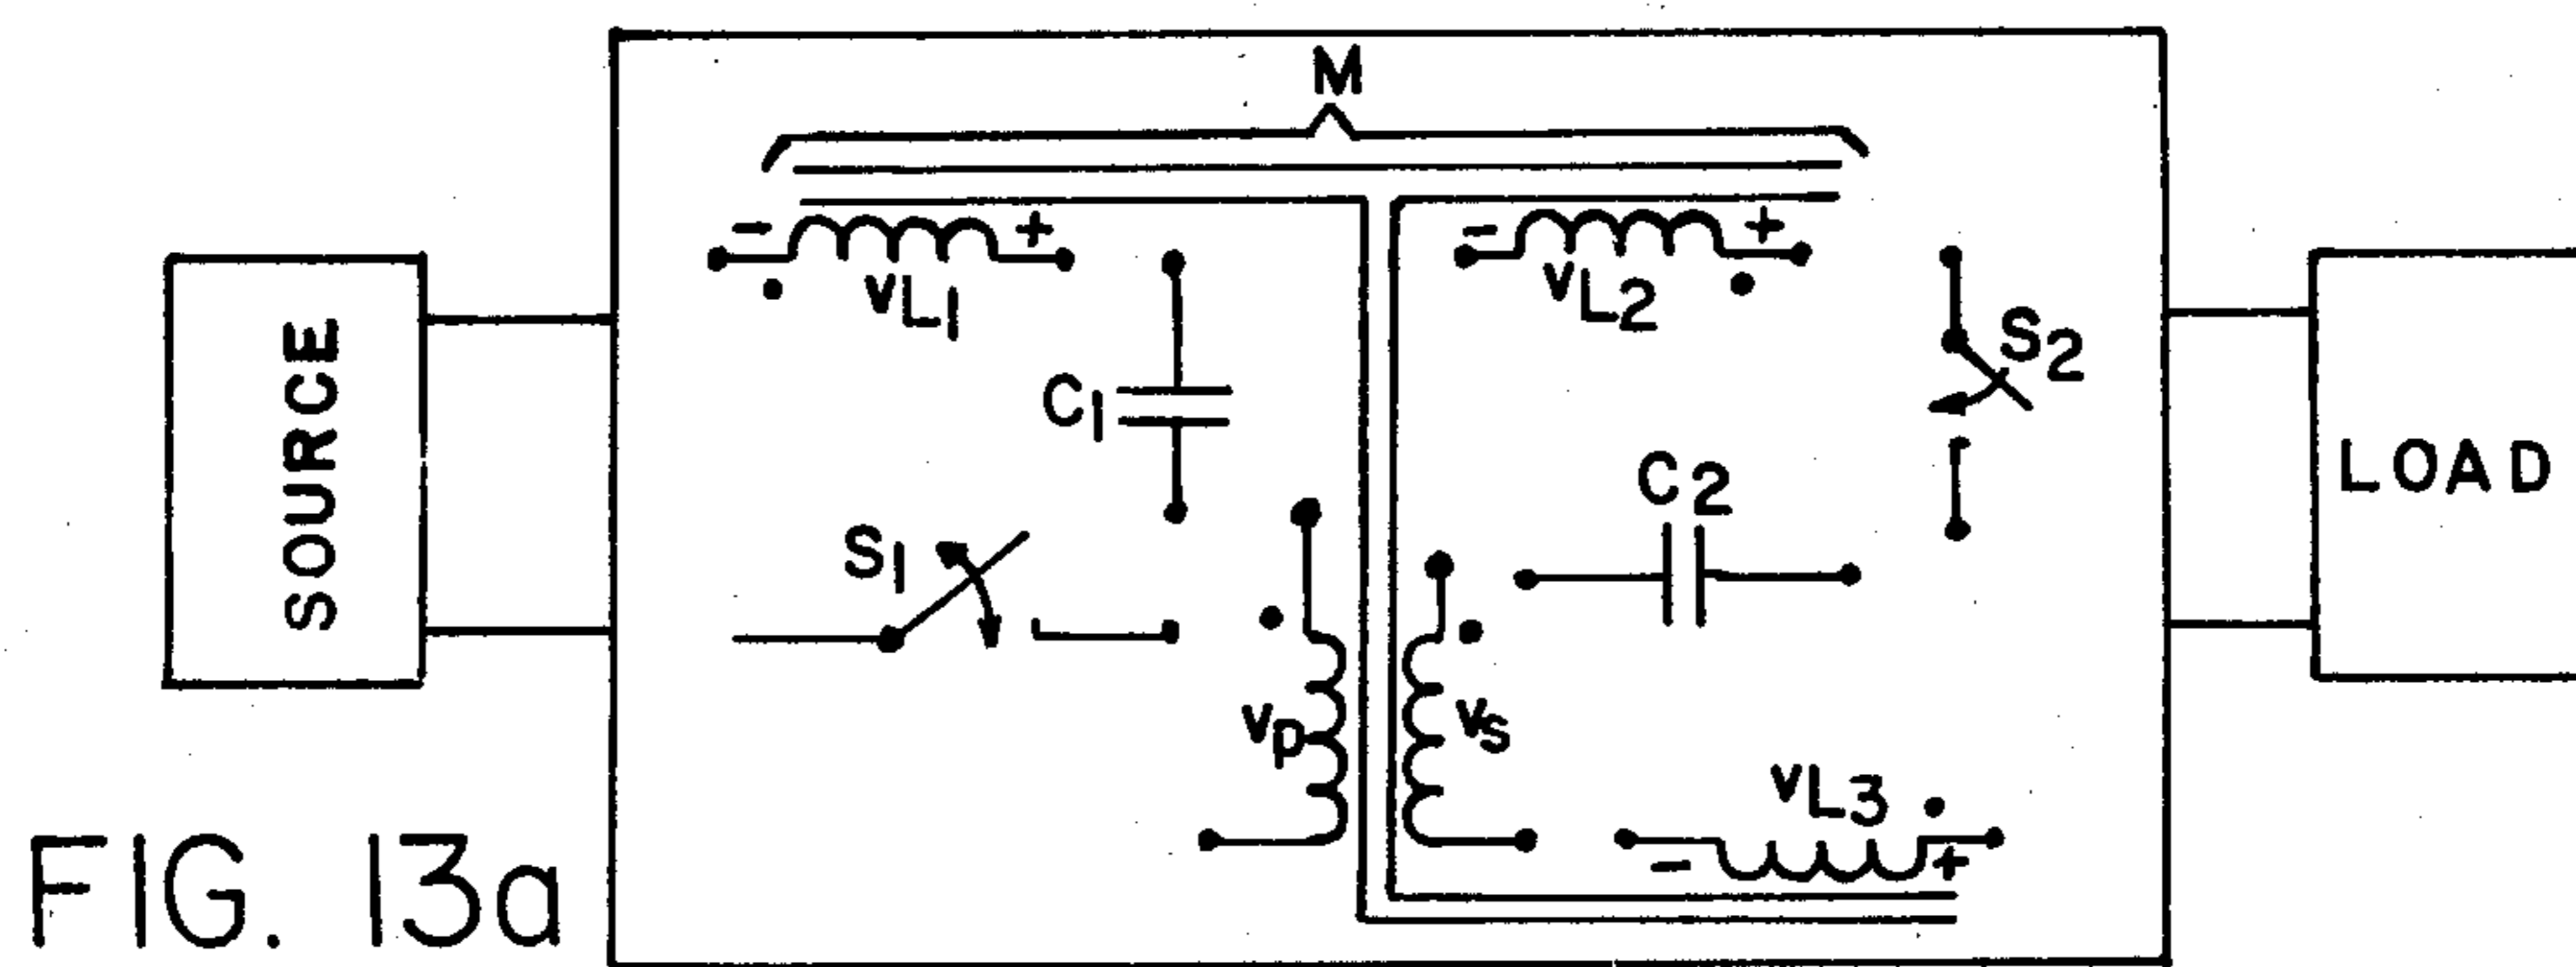 M
- +
vL1
- +
vL2
SOURCE
C1
S2
S1
C2
LOAD
vp
vs
vL3
- +
FIG. 13a